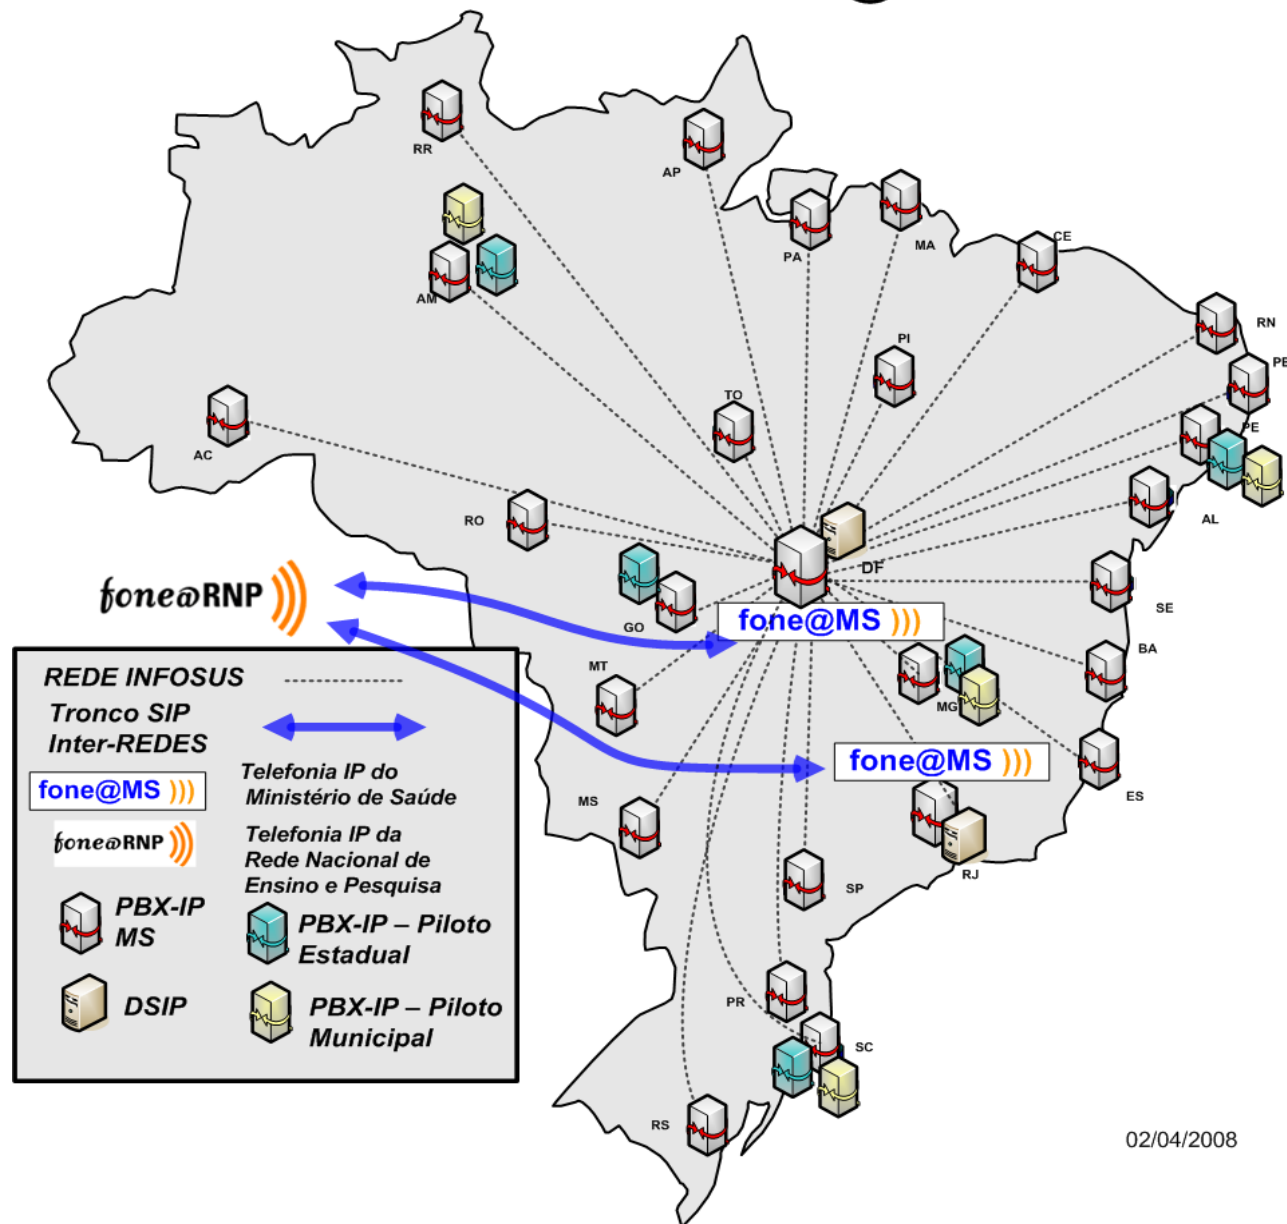 RR
AP
CE
MA
PA
AM
RN
PI
PB
TO
PE
AC
AL
RO
DF
fone@RNP
SE
fone@MS )))
GO
BA
MT
MG
fone@MS )))
ES
MS
RJ
SP
PR
SC
RS
REDE INFOSUS
Tronco SIP
Inter-REDES
fone@MS )))
Telefonia IP do
Ministério de Saúde
fone@RNP
Telefonia IP da
Rede Nacional de
Ensino e Pesquisa
PBX-IP
MS
PBX-IP – Piloto
Estadual
DSIP
PBX-IP – Piloto
Municipal
02/04/2008